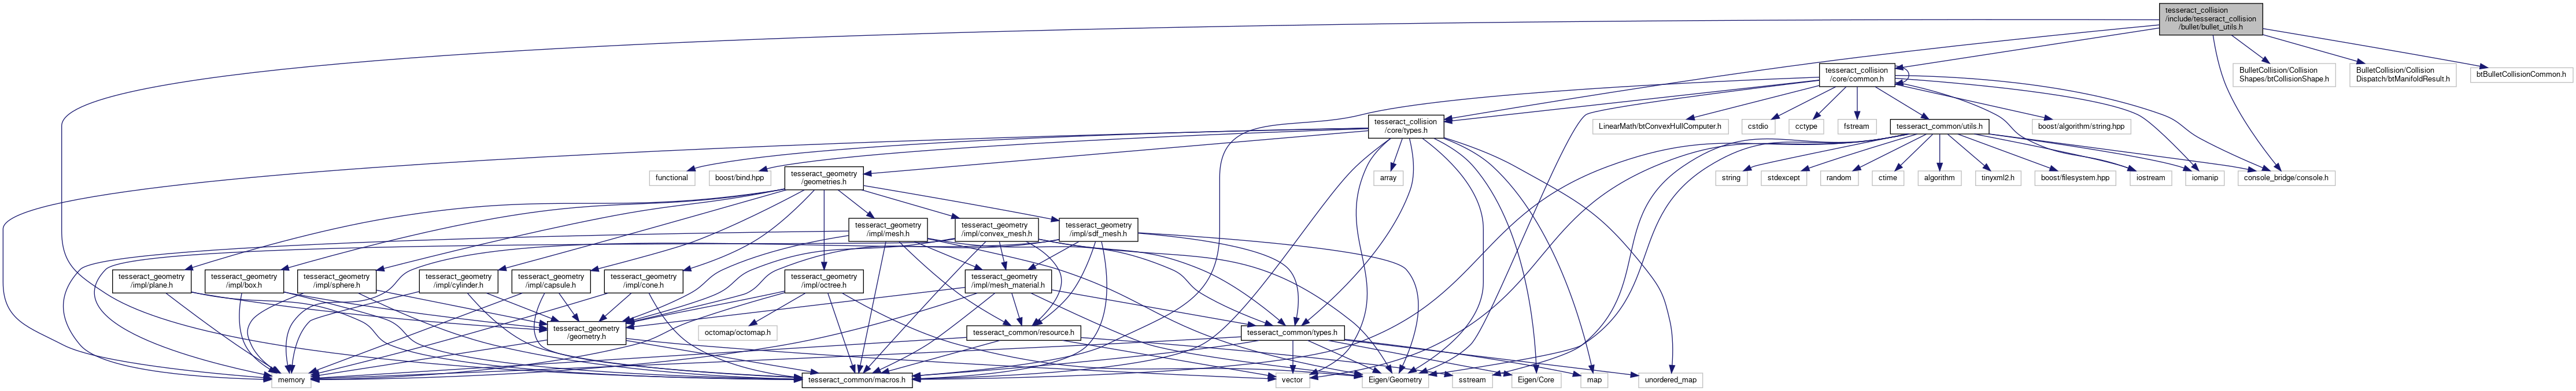 tesseract_collision
/include/tesseract_collision
/bullet/bullet_utils.h
tesseract_collision
/core/common.h
BulletCollision/Collision
Shapes/btCollisionShape.h
BulletCollision/Collision
Dispatch/btManifoldResult.h
btBulletCollisionCommon.h
tesseract_collision
/core/types.h
LinearMath/btConvexHullComputer.h
cstdio
cctype
fstream
tesseract_common/utils.h
boost/algorithm/string.hpp
functional
boost/bind.hpp
tesseract_geometry
/geometries.h
array
string
stdexcept
random
ctime
algorithm
tinyxml2.h
boost/filesystem.hpp
iostream
iomanip
console_bridge/console.h
tesseract_geometry
/impl/mesh.h
tesseract_geometry
/impl/convex_mesh.h
tesseract_geometry
/impl/sdf_mesh.h
tesseract_geometry
/impl/plane.h
tesseract_geometry
/impl/box.h
tesseract_geometry
/impl/sphere.h
tesseract_geometry
/impl/cylinder.h
tesseract_geometry
/impl/capsule.h
tesseract_geometry
/impl/cone.h
tesseract_geometry
/impl/octree.h
tesseract_geometry
/impl/mesh_material.h
tesseract_geometry
/geometry.h
octomap/octomap.h
tesseract_common/resource.h
tesseract_common/types.h
memory
tesseract_common/macros.h
vector
Eigen/Geometry
sstream
Eigen/Core
map
unordered_map